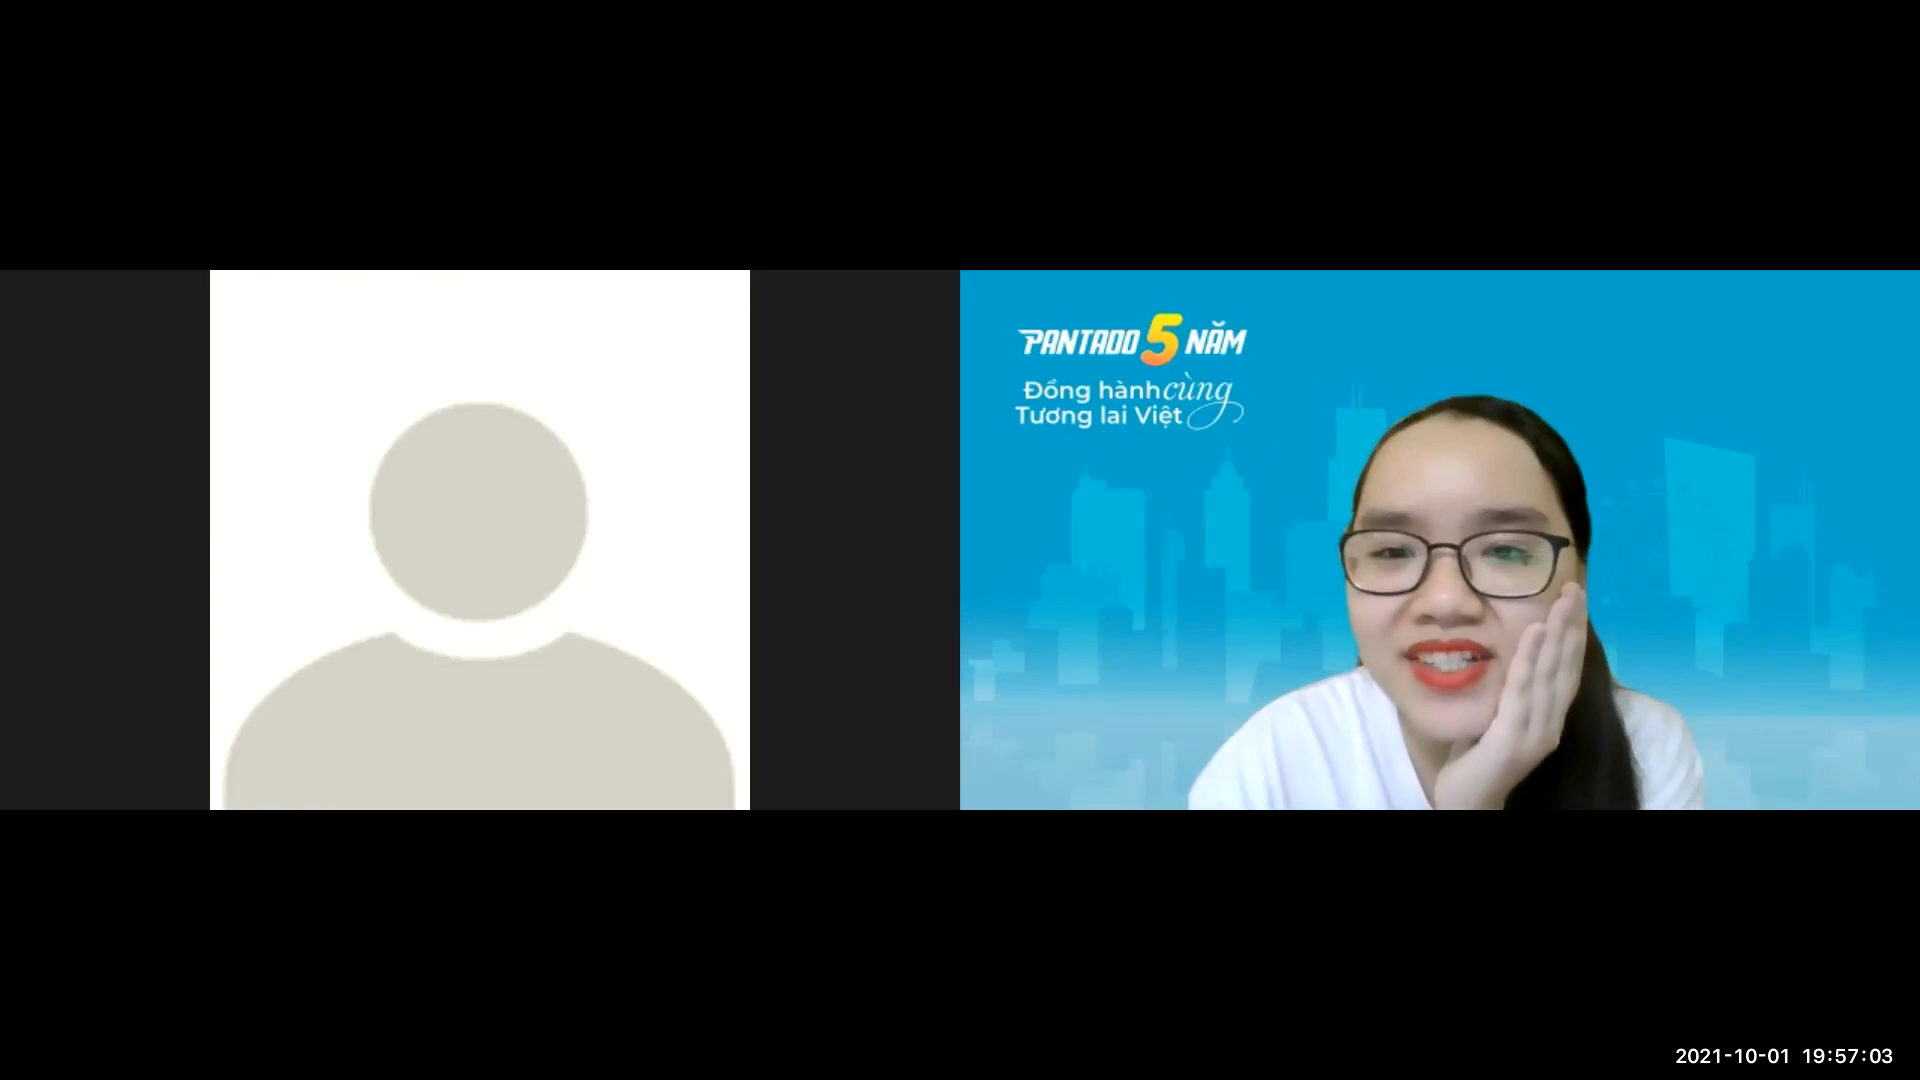 PANTADO 5 NĂM
Đồng hành cùng
Tương lai Việt
2021-10-01 19:57:03